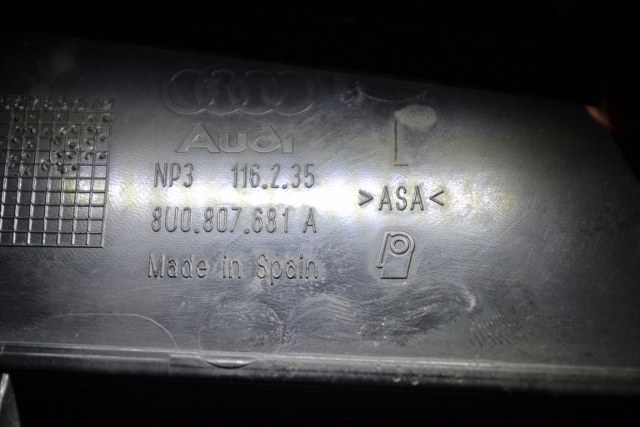 Audi
L
NP3 116.2.35
>ASA<
8U0.807.681 A
Made in Spain